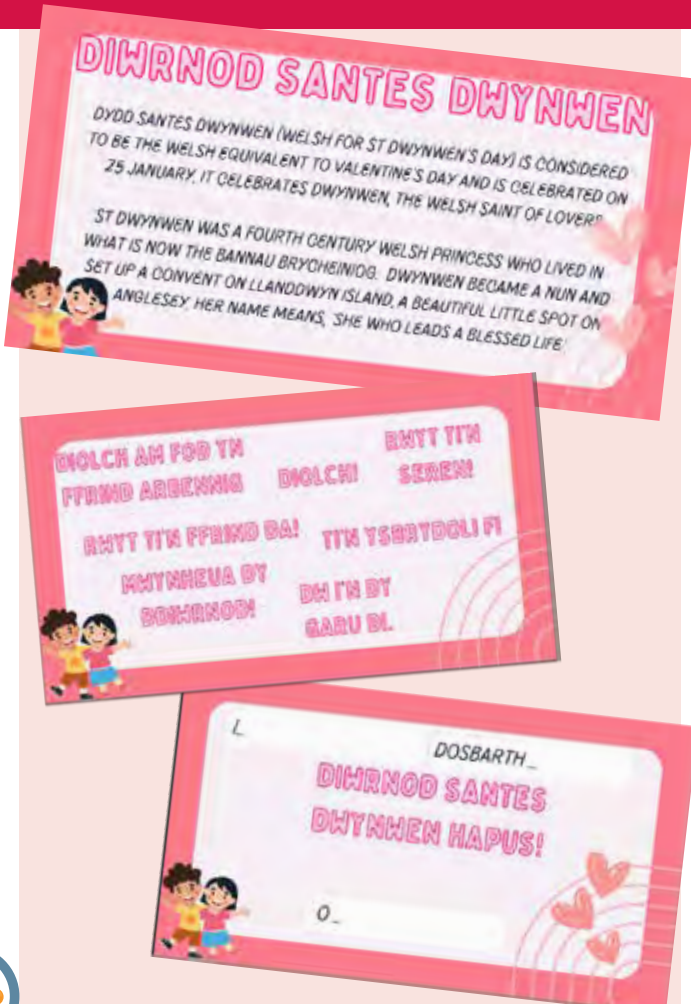 DIWRNOD SANTES DWYNWEN
DYDD SANTES DWYNWEN (WELSH FOR ST DWYNWEN'S DAY) IS CONSIDERED
TO BE THE WELSH EQUIVALENT TO VALENTINE'S DAY AND IS CELEBRATED ON
25 JANUARY. IT CELEBRATES DWYNWEN, THE WELSH SAINT OF LOVERS
ST DWYNWEN WAS A FOURTH CENTURY WELSH PRINCESS WHO LIVED IN
WHAT IS NOW THE BANNAU BRYCHEINIOG. DWYNWEN BECAME A NUN AND
SET UP A CONVENT ON LLANDDWYN ISLAND, A BEAUTIFUL LITTLE SPOT ON
ANGLESEY. HER NAME MEANS, 'SHE WHO LEADS A BLESSED LIFE'
DIOLCH AM FOD YN
FFRIND ARBENNIG
DIOLCH!
RWYT TI'N
SEREN!
RWYT TI'N FFRIND DA!
TI'N YSBRYDOLI FI
MWYNHEUA DY
DDIWRNOD!
DW I'N DY
GARU DI.
I_
DOSBARTH _
DIWRNOD SANTES
DWYNWEN HAPUS!
O _